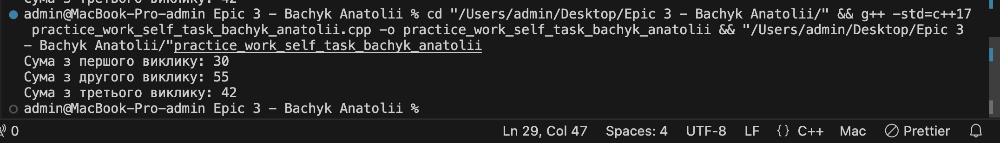 Сума з третього виклику: 42
admin@MacBook-Pro-admin Epic 3 - Bachyk Anatolii % cd "/Users/admin/Desktop/Epic 3 - Bachyk Anatolii/" && g++ -std=c++17
practice_work_self_task_bachyk_anatolii.cpp -o practice_work_self_task_bachyk_anatolii && "/Users/admin/Desktop/Epic 3
- Bachyk Anatolii/"practice_work_self_task_bachyk_anatolii
Сума з першого виклику: 30
Сума з другого виклику: 55
Сума з третього виклику: 42
admin@MacBook-Pro-admin Epic 3 - Bachyk Anatolii %
0 Ln 29, Col 47 Spaces: 4 UTF-8 LF {} C++ Mac Prettier